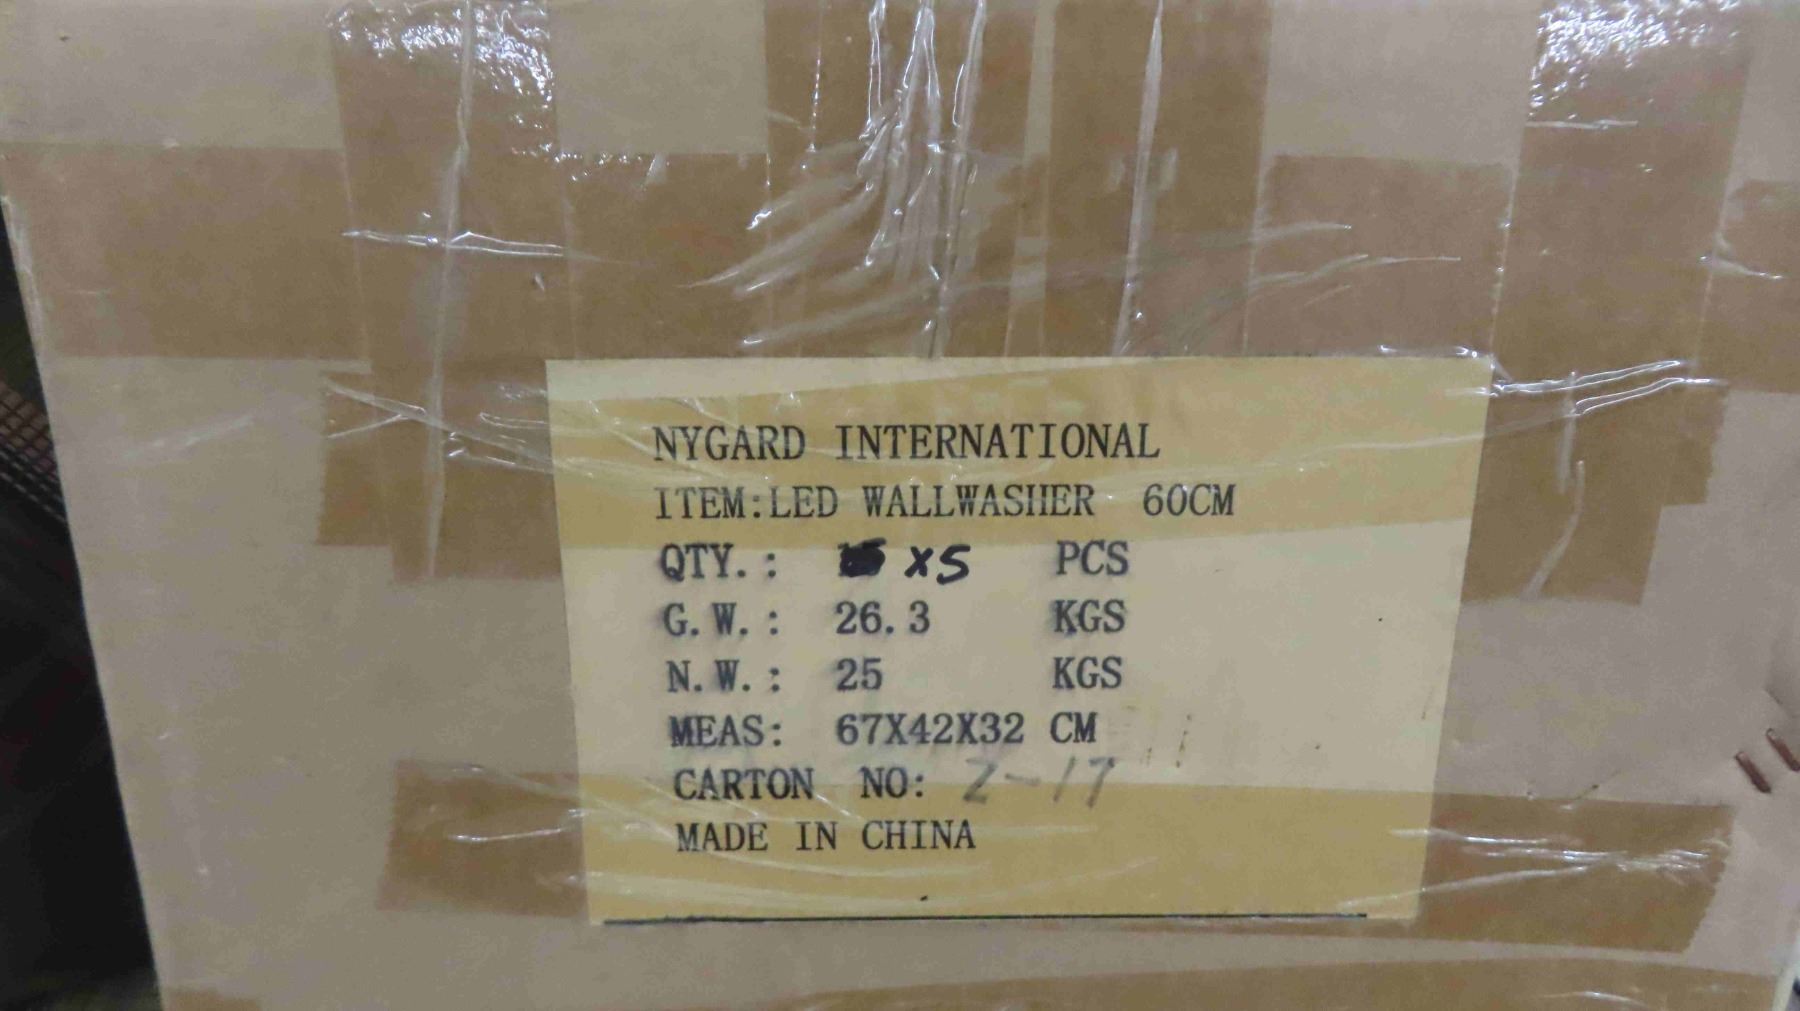 NYGARD INTERNATIONAL
ITEM:LED WALLWASHER 60CM
QTY.: X5 PCS
G.W.: 26.3 KGS
N.W.: 25 KGS
MEAS: 67X42X32 CM
CARTON NO: 2-17
MADE IN CHINA